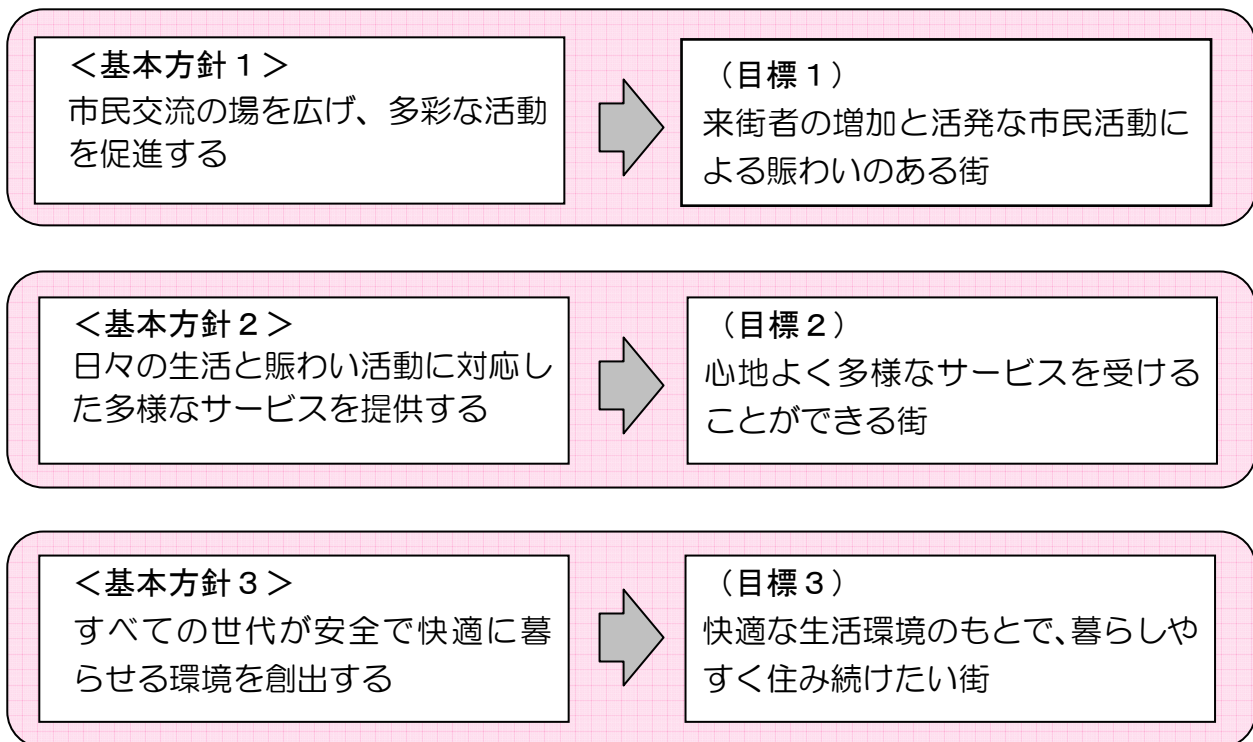 ＜基本方針１＞
市民交流の場を広げ、多彩な活動
を促進する
（目標１）
来街者の増加と活発な市民活動に
よる賑わいのある街
＜基本方針２＞
日々の生活と賑わい活動に対応し
た多様なサービスを提供する
（目標２）
心地よく多様なサービスを受ける
ことができる街
＜基本方針３＞
すべての世代が安全で快適に暮
らせる環境を創出する
（目標３）
快適な生活環境のもとで、暮らしや
すく住み続けたい街